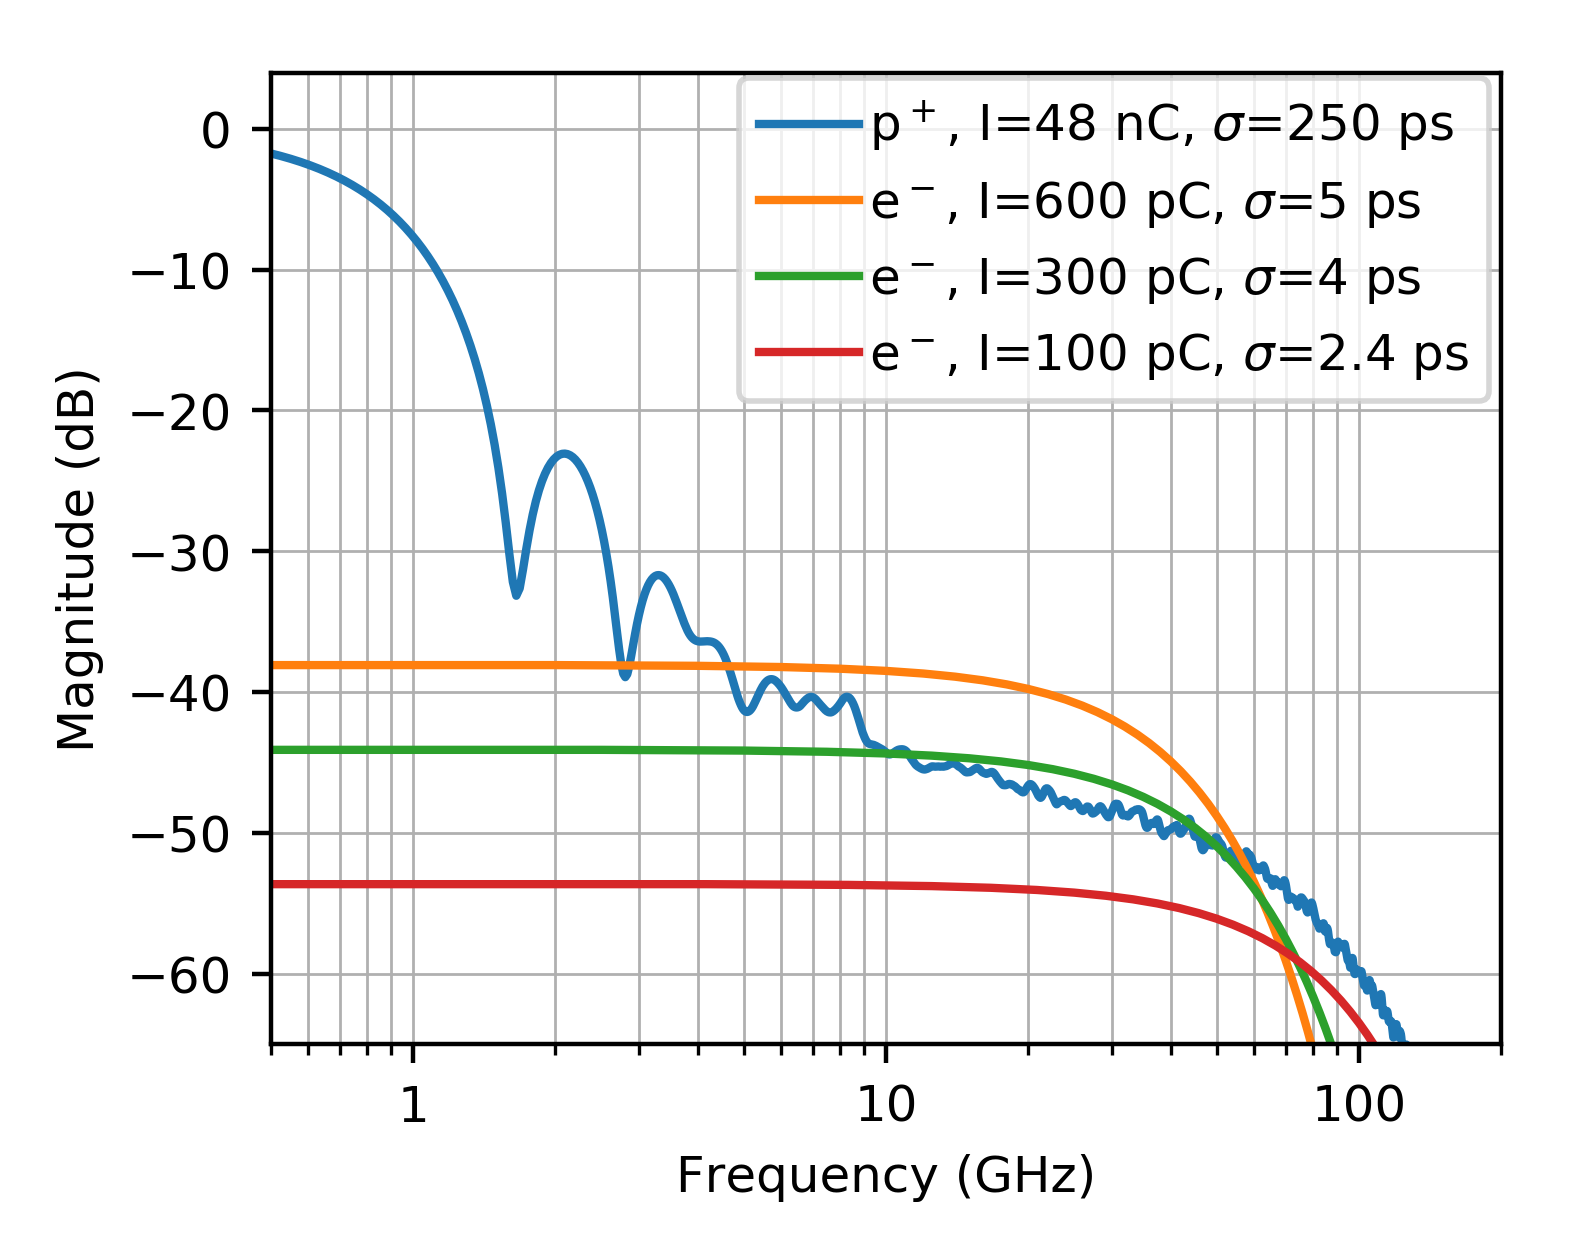 p⁺, I=48 nC, σ=250 ps
e⁻, I=600 pC, σ=5 ps
e⁻, I=300 pC, σ=4 ps
e⁻, I=100 pC, σ=2.4 ps
0
−10
−20
−30
−40
−50
−60
Magnitude (dB)
1 10 100
Frequency (GHz)